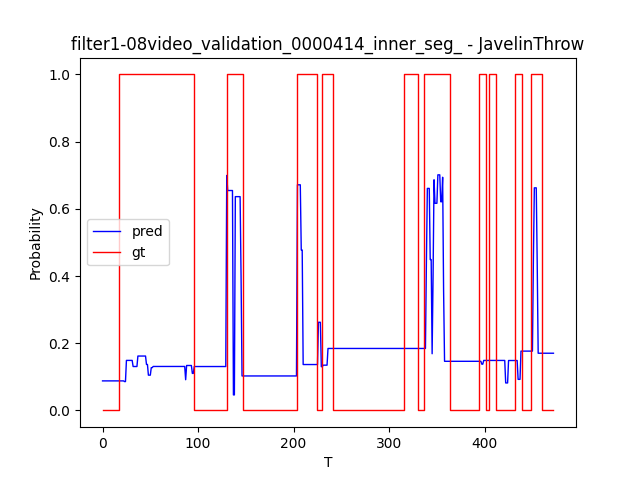 filter1-08video_validation_0000414_inner_seg_ - JavelinThrow
1.0
0.8
0.6
0.4
0.2
0.0
Probability
pred
gt
0
100
200
300
400
T